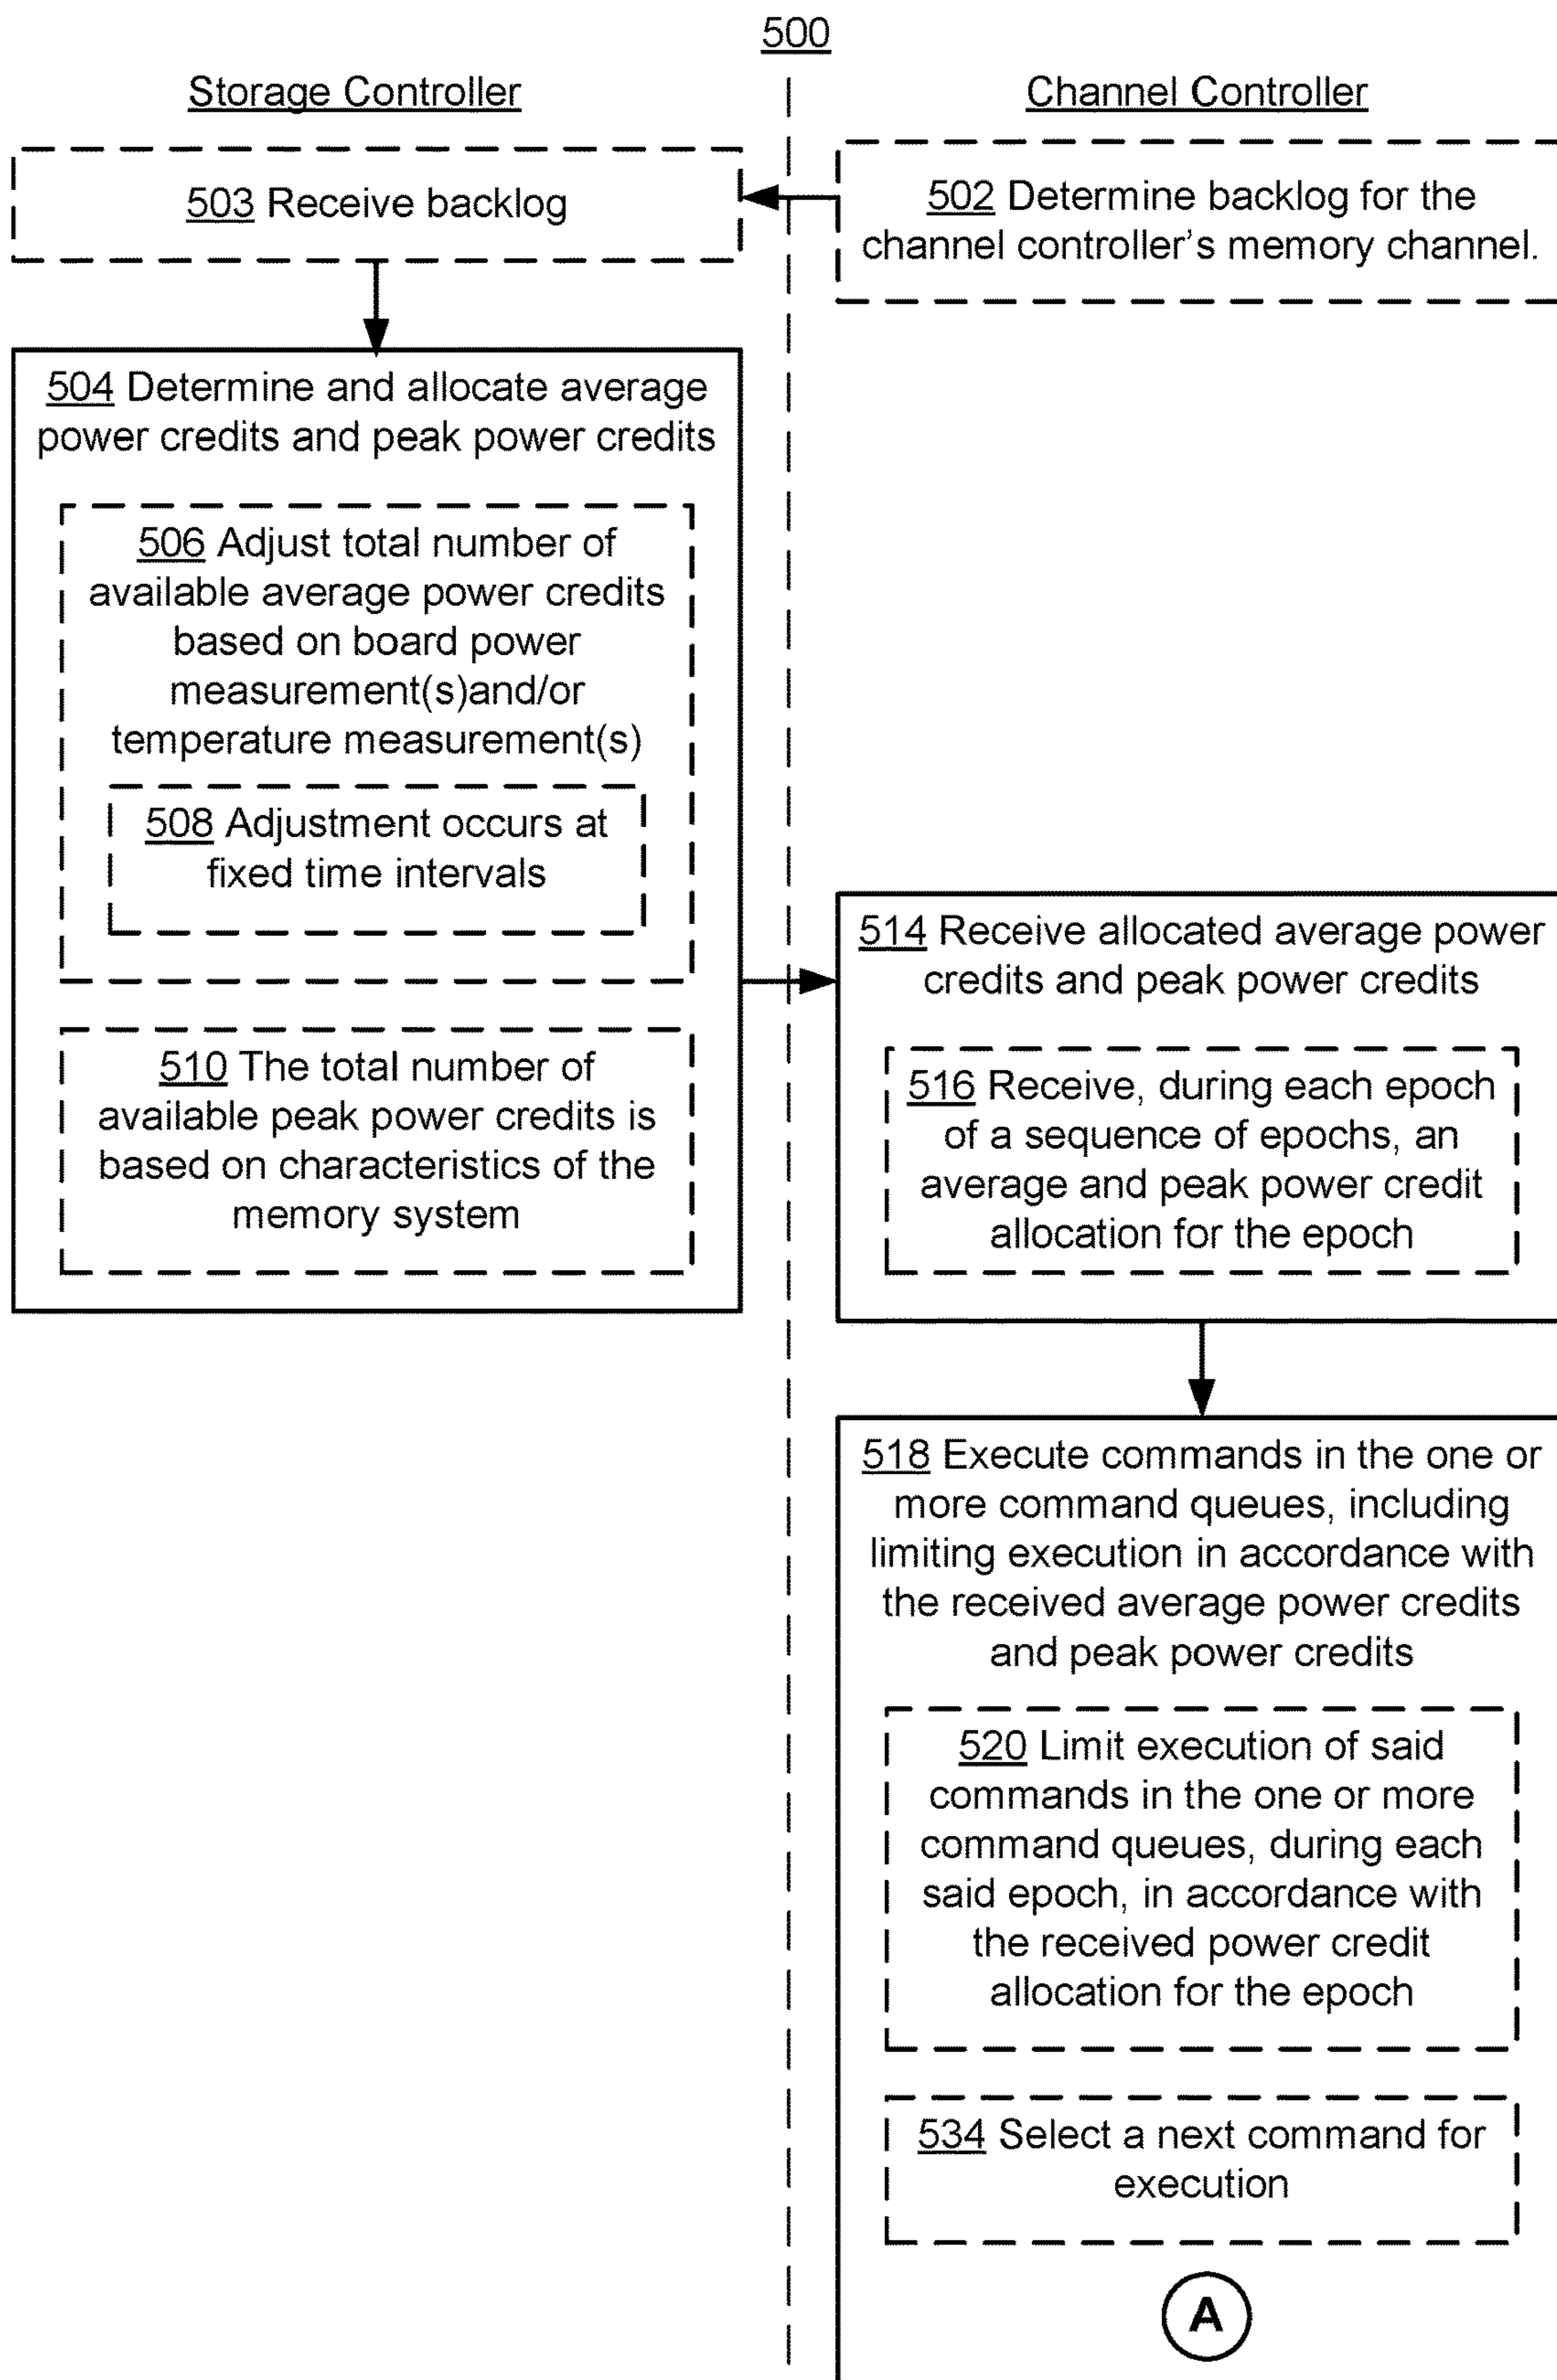 500
Storage Controller
Channel Controller
503 Receive backlog
502 Determine backlog for the
channel controller's memory channel.
504 Determine and allocate average
power credits and peak power credits
506 Adjust total number of
available average power credits
based on board power
measurement(s)and/or
temperature measurement(s)
508 Adjustment occurs at
fixed time intervals
510 The total number of
available peak power credits is
based on characteristics of the
memory system
514 Receive allocated average power
credits and peak power credits
516 Receive, during each epoch
of a sequence of epochs, an
average and peak power credit
allocation for the epoch
518 Execute commands in the one or
more command queues, including
limiting execution in accordance with
the received average power credits
and peak power credits
520 Limit execution of said
commands in the one or more
command queues, during each
said epoch, in accordance with
the received power credit
allocation for the epoch
534 Select a next command for
execution
A